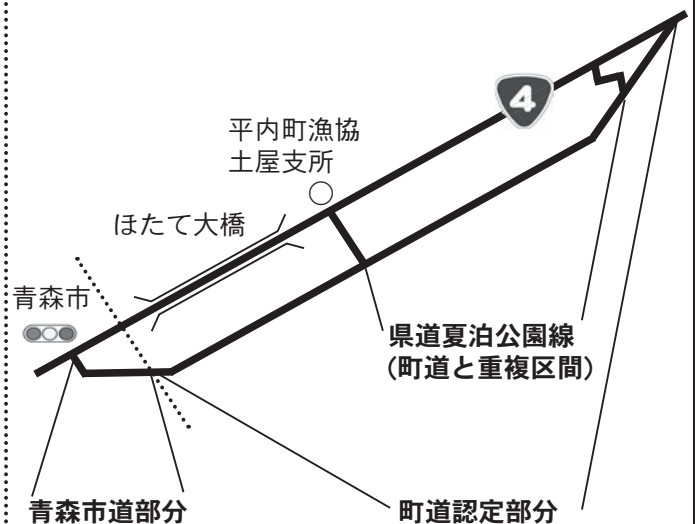 4
平内町漁協
土屋支所
ほたて大橋
青森市
県道夏泊公園線
（町道と重複区間）
青森市道部分
町道認定部分